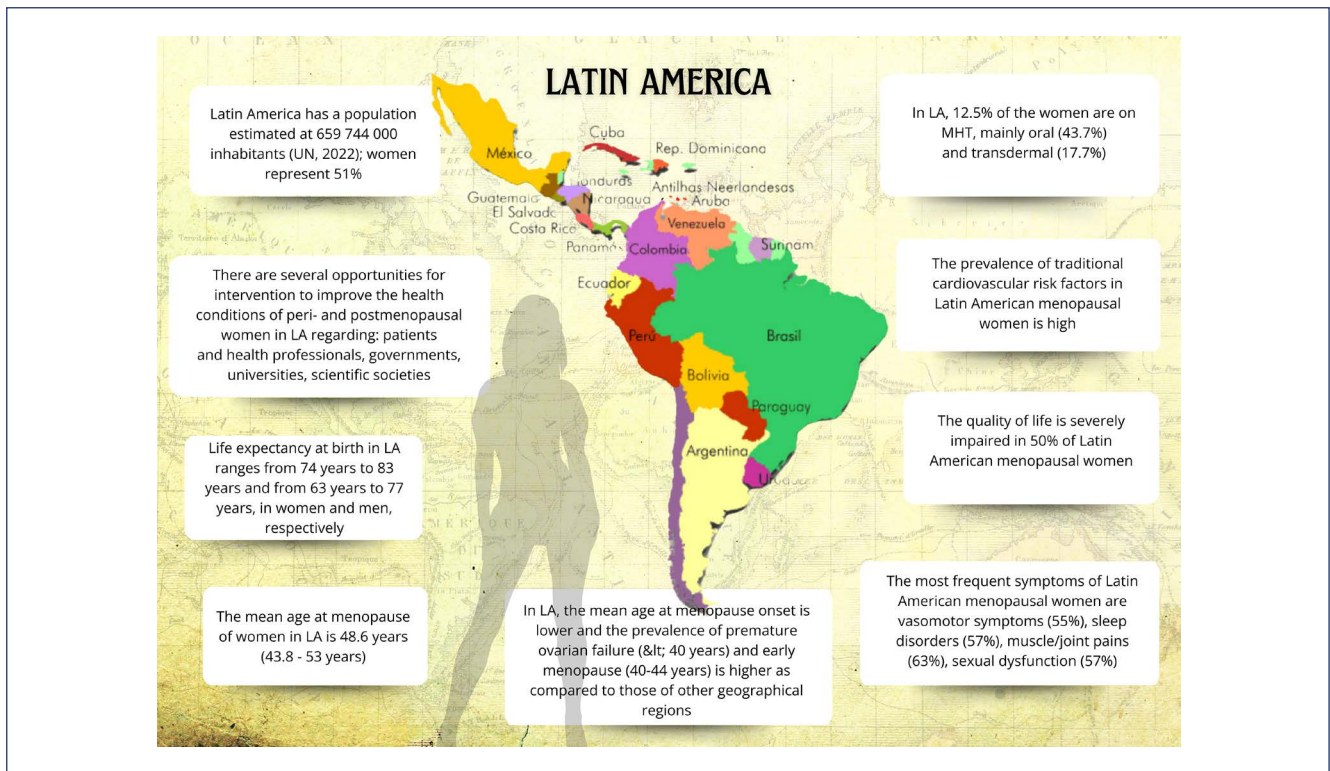 LATIN AMERICA
Latin America has a population
estimated at 659 744 000
inhabitants (UN, 2022); women
represent 51%
There are several opportunities for
intervention to improve the health
conditions of peri- and postmenopausal
women in LA regarding: patients
and health professionals, governments,
universities, scientific societies
Life expectancy at birth in LA
ranges from 74 years to 83
years and from 63 years to 77
years, in women and men,
respectively
The mean age at menopause
of women in LA is 48.6 years
(43.8 - 53 years)
Cuba
México
Rep. Dominicana
onduras
Antilhas Neerlandesas
Guatemala
Nicaragua
Aruba
El Salvado
Costa Rica
Venezuela
Panamá
Colombia
Ecuador
Perú
Brasil
Bolivia
Paraguay
Argentina
In LA, the mean age at menopause onset is
lower and the prevalence of premature
ovarian failure (&lt; 40 years) and early
menopause (40-44 years) is higher as
compared to those of other geographical
regions
In LA, 12.5% of the women are on
MHT, mainly oral (43.7%)
and transdermal (17.7%)
The prevalence of traditional
cardiovascular risk factors in
Latin American menopausal
women is high
The quality of life is severely
impaired in 50% of Latin
American menopausal women
The most frequent symptoms of Latin
American menopausal women are
vasomotor symptoms (55%), sleep
disorders (57%), muscle/joint pains
(63%), sexual dysfunction (57%)